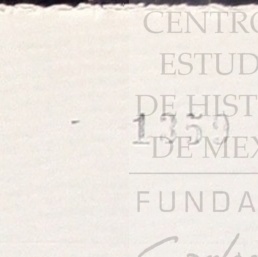 CENTRO
ESTUD
DE HIST
1359
DE MEX
FUNDA